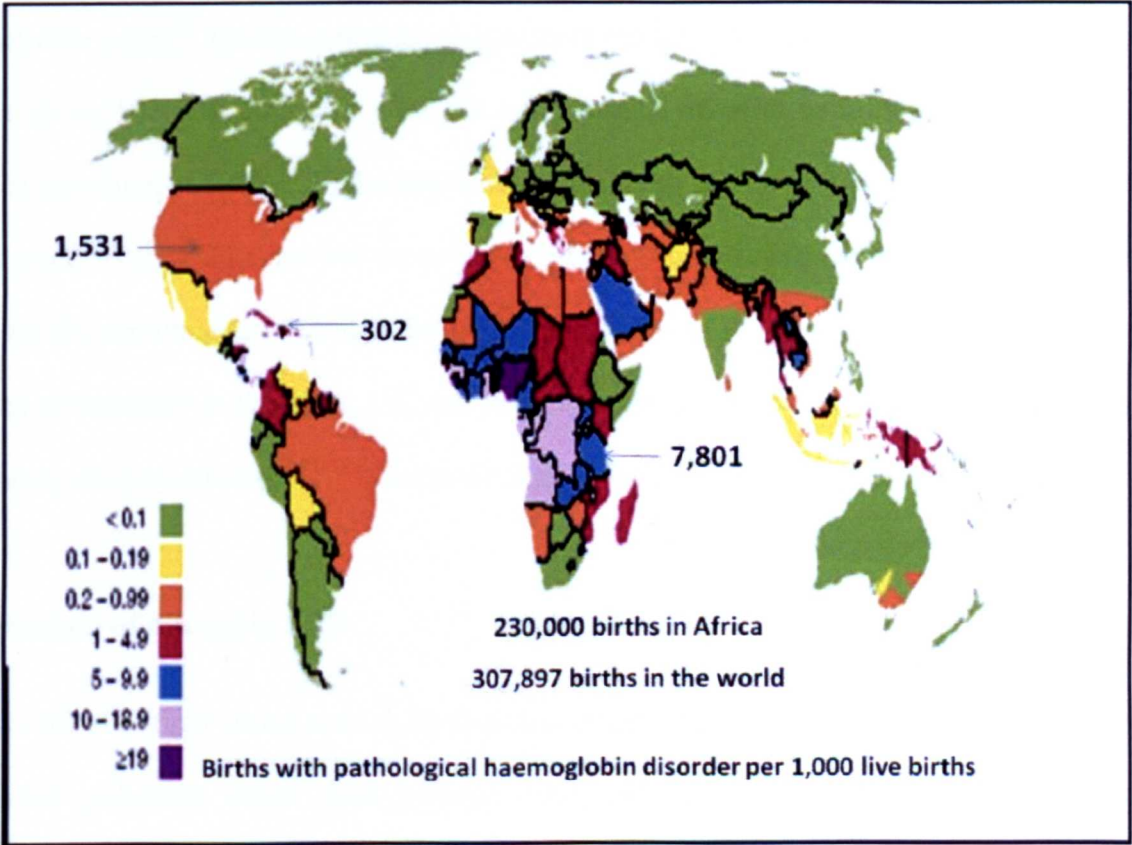 1,531
302
7,801
< 0.1
0.1 – 0.19
0.2 – 0.99
1 – 4.9
5 – 9.9
10 – 18.9
≥19
230,000 births in Africa
307,897 births in the world
Births with pathological haemoglobin disorder per 1,000 live births